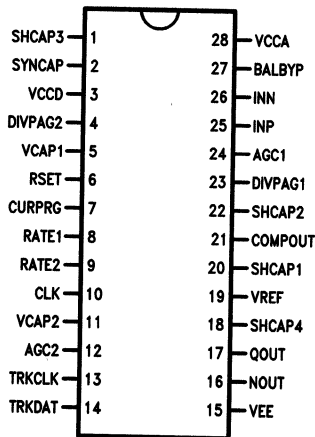 SHCAP3 1 28 VCCA
SYNCAP 2 27 BALBYP
VCCD 3 26 INN
DIVPAG2 4 25 INP
VCAP1 5 24 AGC1
RSET 6 23 DIVPAG1
CURPRG 7 22 SHCAP2
RATE1 8 21 COMPOUT
RATE2 9 20 SHCAP1
CLK 10 19 VREF
VCAP2 11 18 SHCAP4
AGC2 12 17 QOUT
TRKCLK 13 16 NOUT
TRKDAT 14 15 VEE